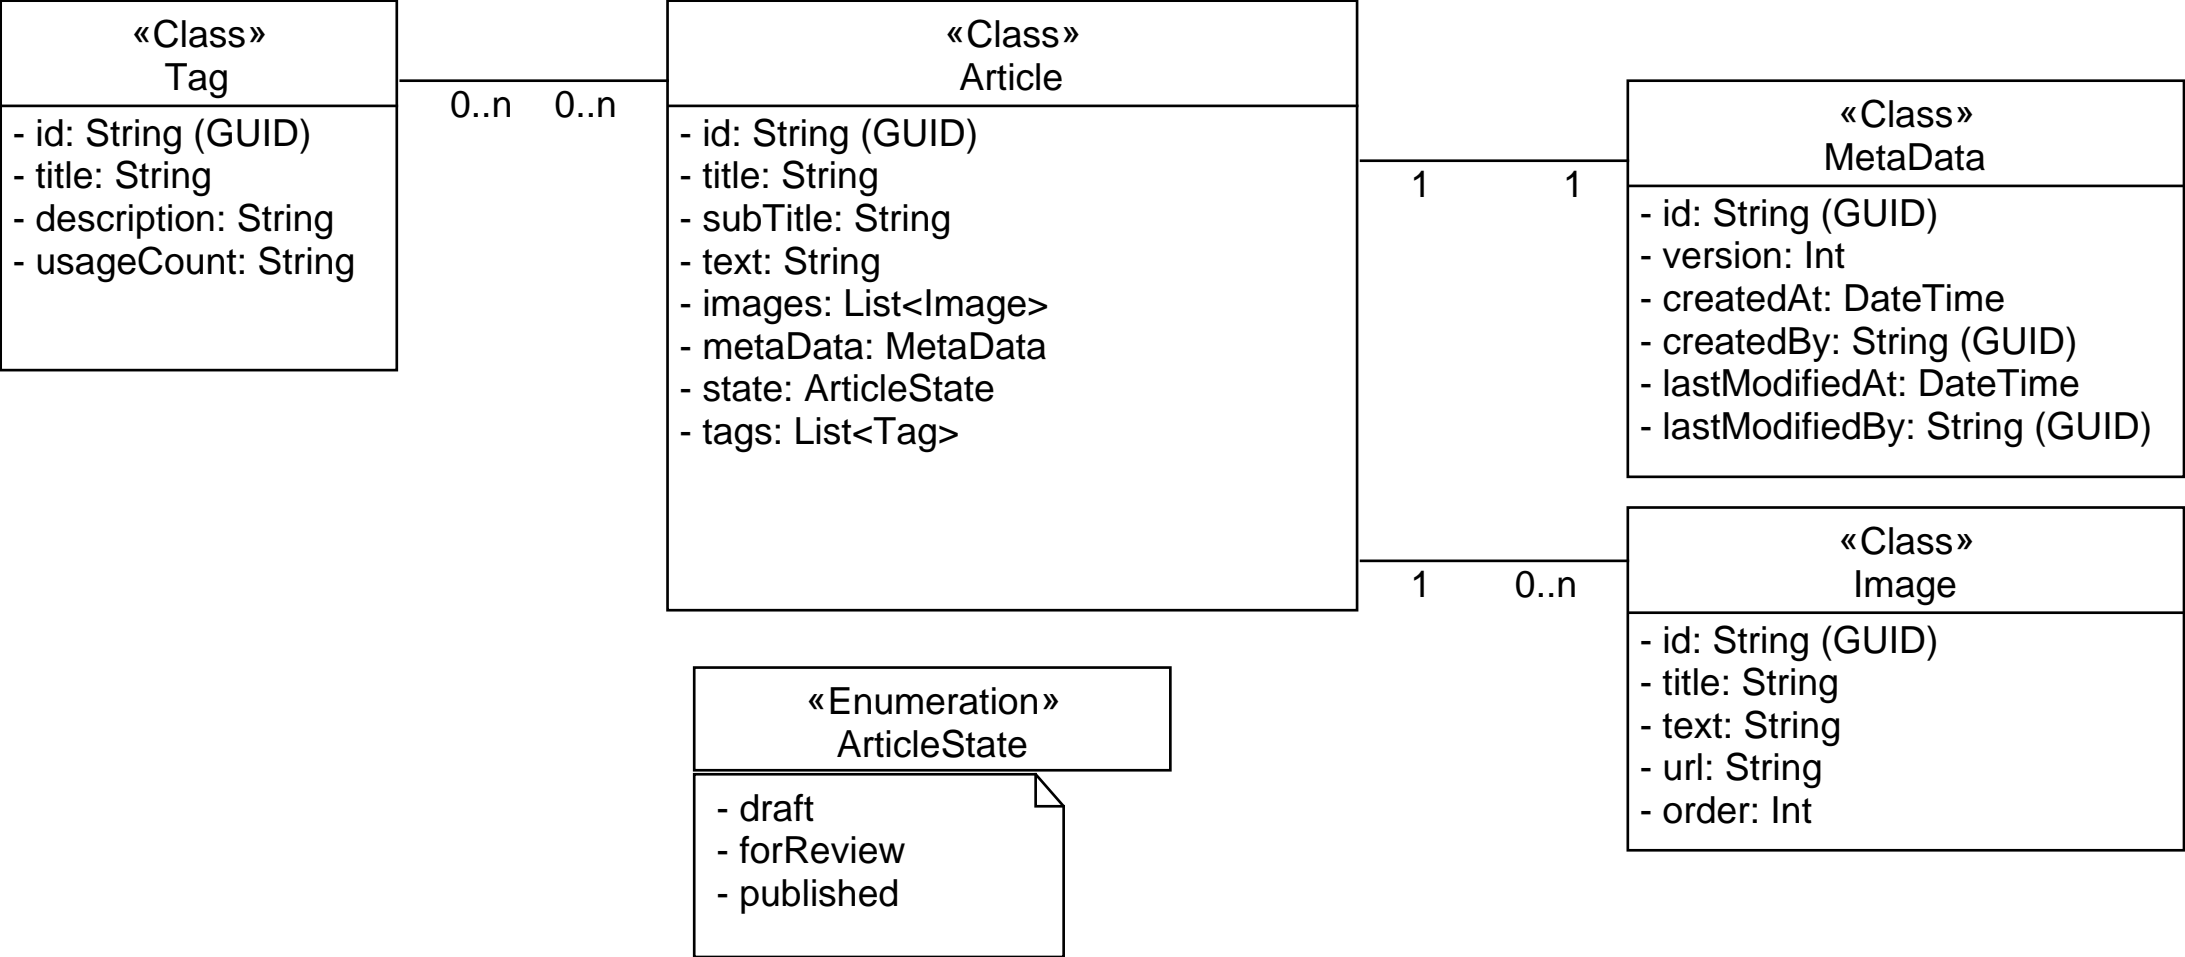 «Class»
Tag
- id: String (GUID)
- title: String
- description: String
- usageCount: String
0..n
0..n
«Class»
Article
- id: String (GUID)
- title: String
- subTitle: String
- text: String
- images: List<Image>
- metaData: MetaData
- state: ArticleState
- tags: List<Tag>
1
1
«Class»
MetaData
- id: String (GUID)
- version: Int
- createdAt: DateTime
- createdBy: String (GUID)
- lastModifiedAt: DateTime
- lastModifiedBy: String (GUID)
1
0..n
«Class»
Image
- id: String (GUID)
- title: String
- text: String
- url: String
- order: Int
«Enumeration»
ArticleState
- draft
- forReview
- published